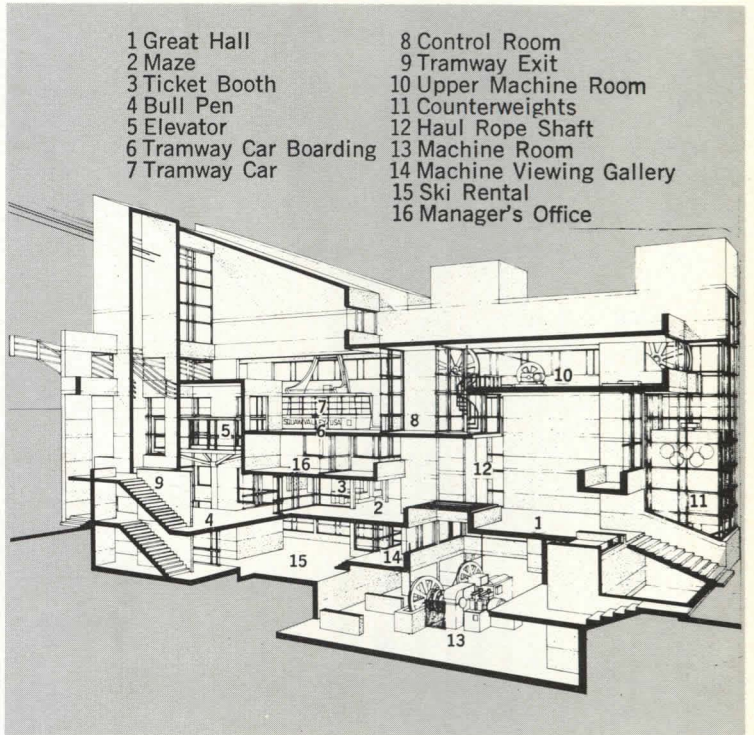 1 Great Hall
2 Maze
3 Ticket Booth
4 Bull Pen
5 Elevator
6 Tramway Car Boarding
7 Tramway Car
8 Control Room
9 Tramway Exit
10 Upper Machine Room
11 Counterweights
12 Haul Rope Shaft
13 Machine Room
14 Machine Viewing Gallery
15 Ski Rental
16 Manager's Office
10
7
SQUAW VALLEY USA
6
8
5
16
12
3
9
2
11
4
1
14
15
13